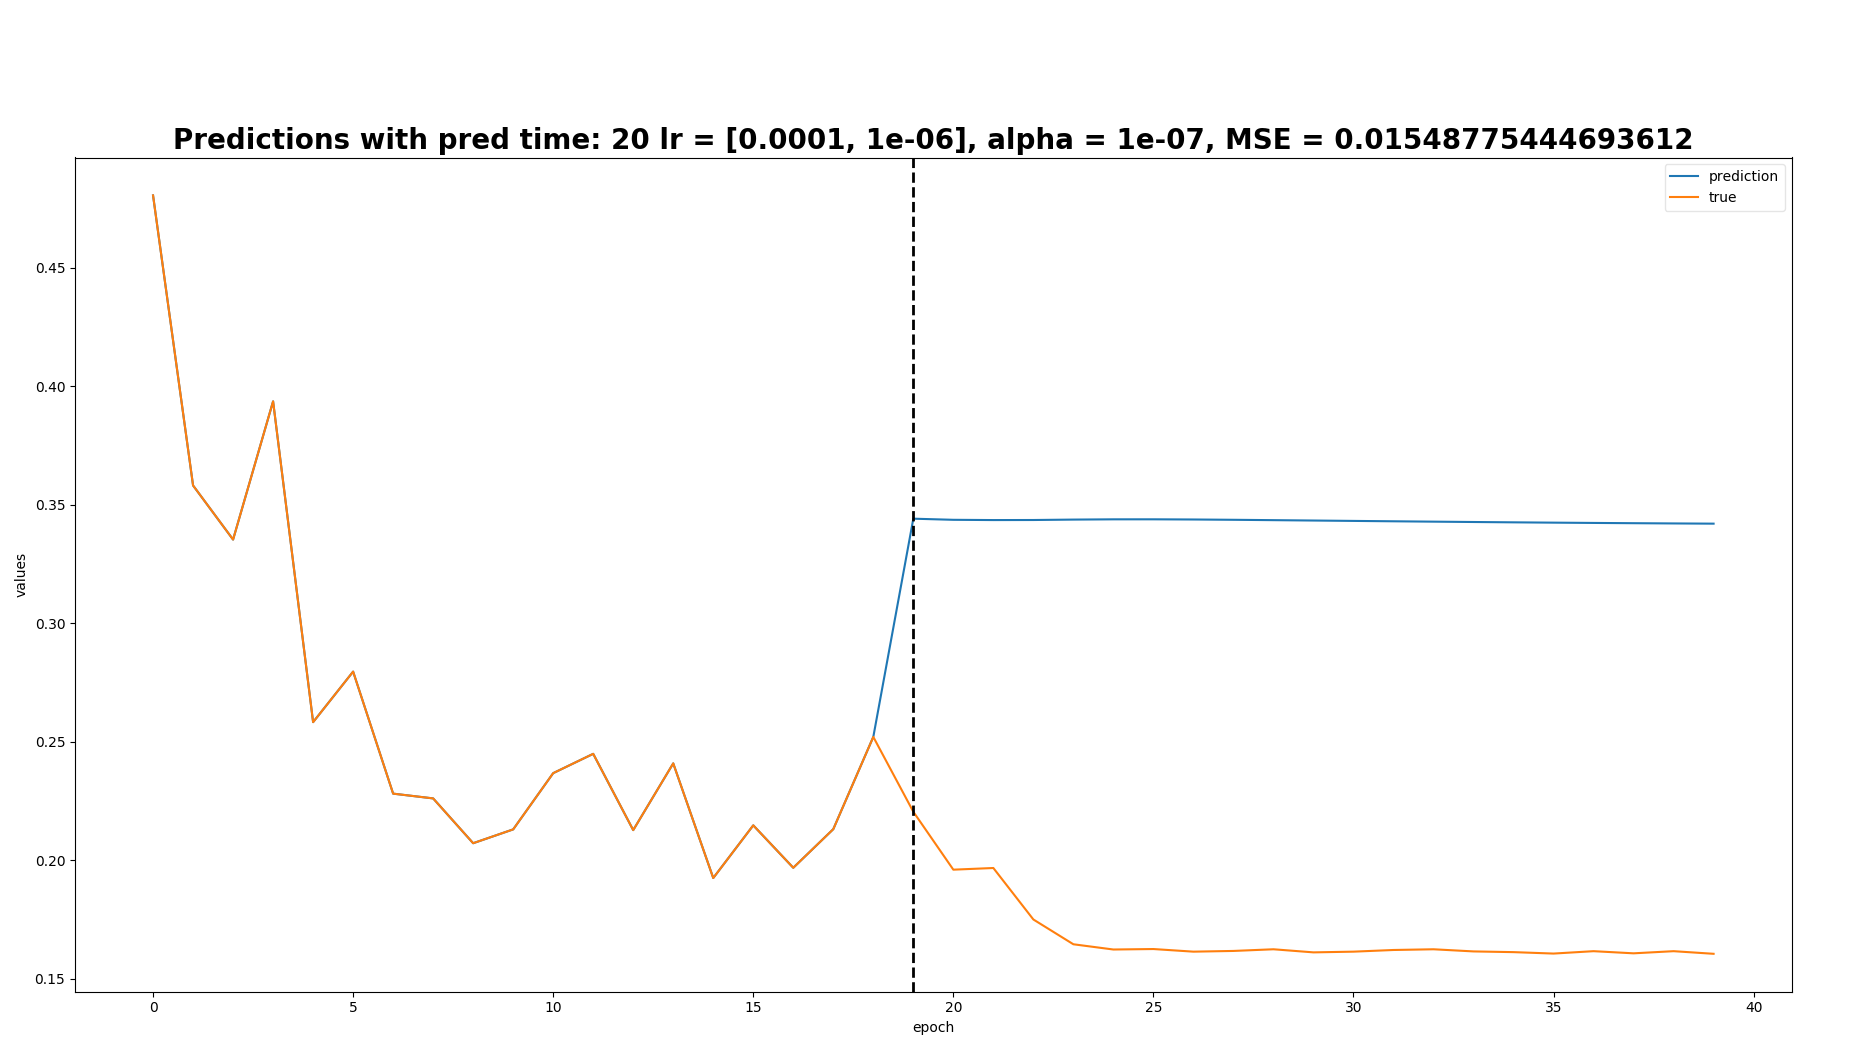 Predictions with pred time: 20 lr = [0.0001, 1e-06], alpha = 1e-07, MSE = 0.01548775444693612
prediction
true
0.45
0.40
0.35
0.30
0.25
0.20
0.15
values
0 5 10 15 20 25 30 35 40
epoch